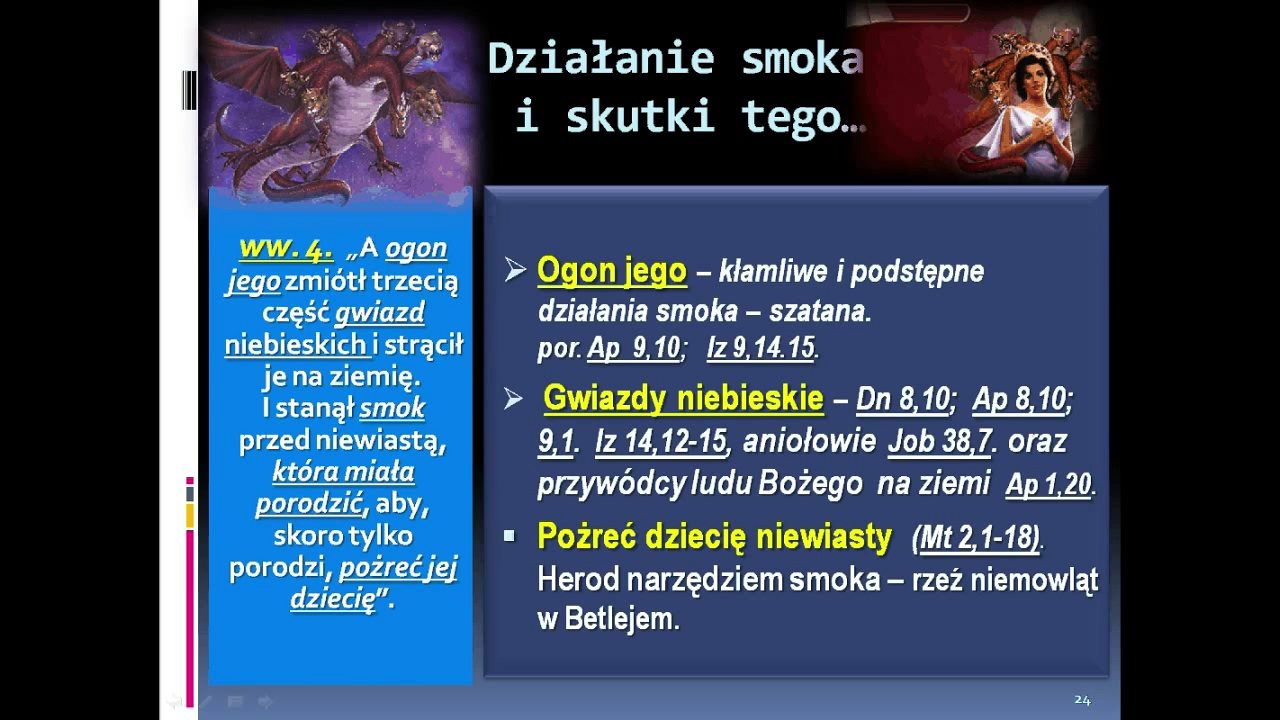 Działanie smoka
i skutki tego...
ww. 4. „A ogon
jego zmiótł trzecią
część gwiazd
niebieskich i strącił
je na ziemię.
I stanął smok
przed niewiastą,
która miała
porodzić, aby,
skoro tylko
porodzi, pożreć jej
dziecię”.
Ogon jego – kłamliwe i podstępne
działania smoka – szatana.
por. Ap 9,10; Iz 9,14.15.
Gwiazdy niebieskie – Dn 8,10; Ap 8,10;
9,1. Iz 14,12-15, aniołowie Job 38,7. oraz
przywódcy ludu Bożego na ziemi Ap 1,20.
Pożreć dziecię niewiasty (Mt 2,1-18).
Herod narzędziem smoka – rzeź niemowląt
w Betlejem.
24